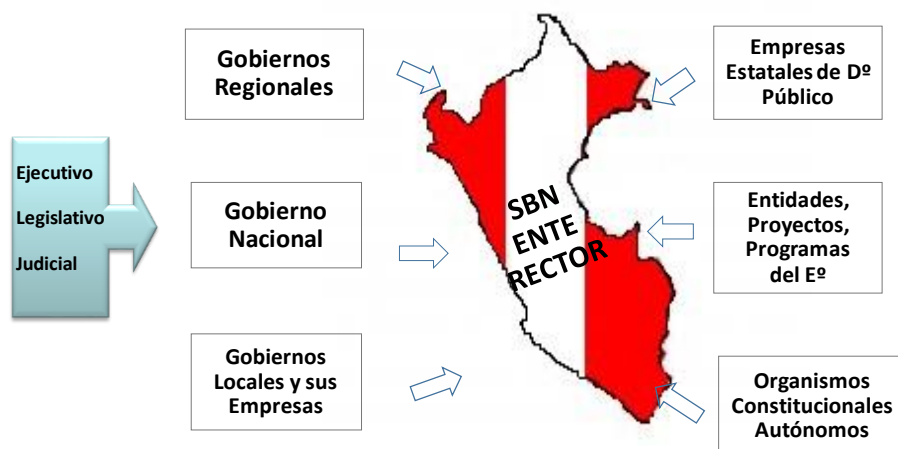 Gobiernos
Regionales
Empresas
Estatales de Dº
Público
Ejecutivo
Legislativo
Judicial
Gobierno
Nacional
SBN
ENTE
RECTOR
Entidades,
Proyectos,
Programas
del Eº
Gobiernos
Locales y sus
Empresas
Organismos
Constitucionales
Autónomos